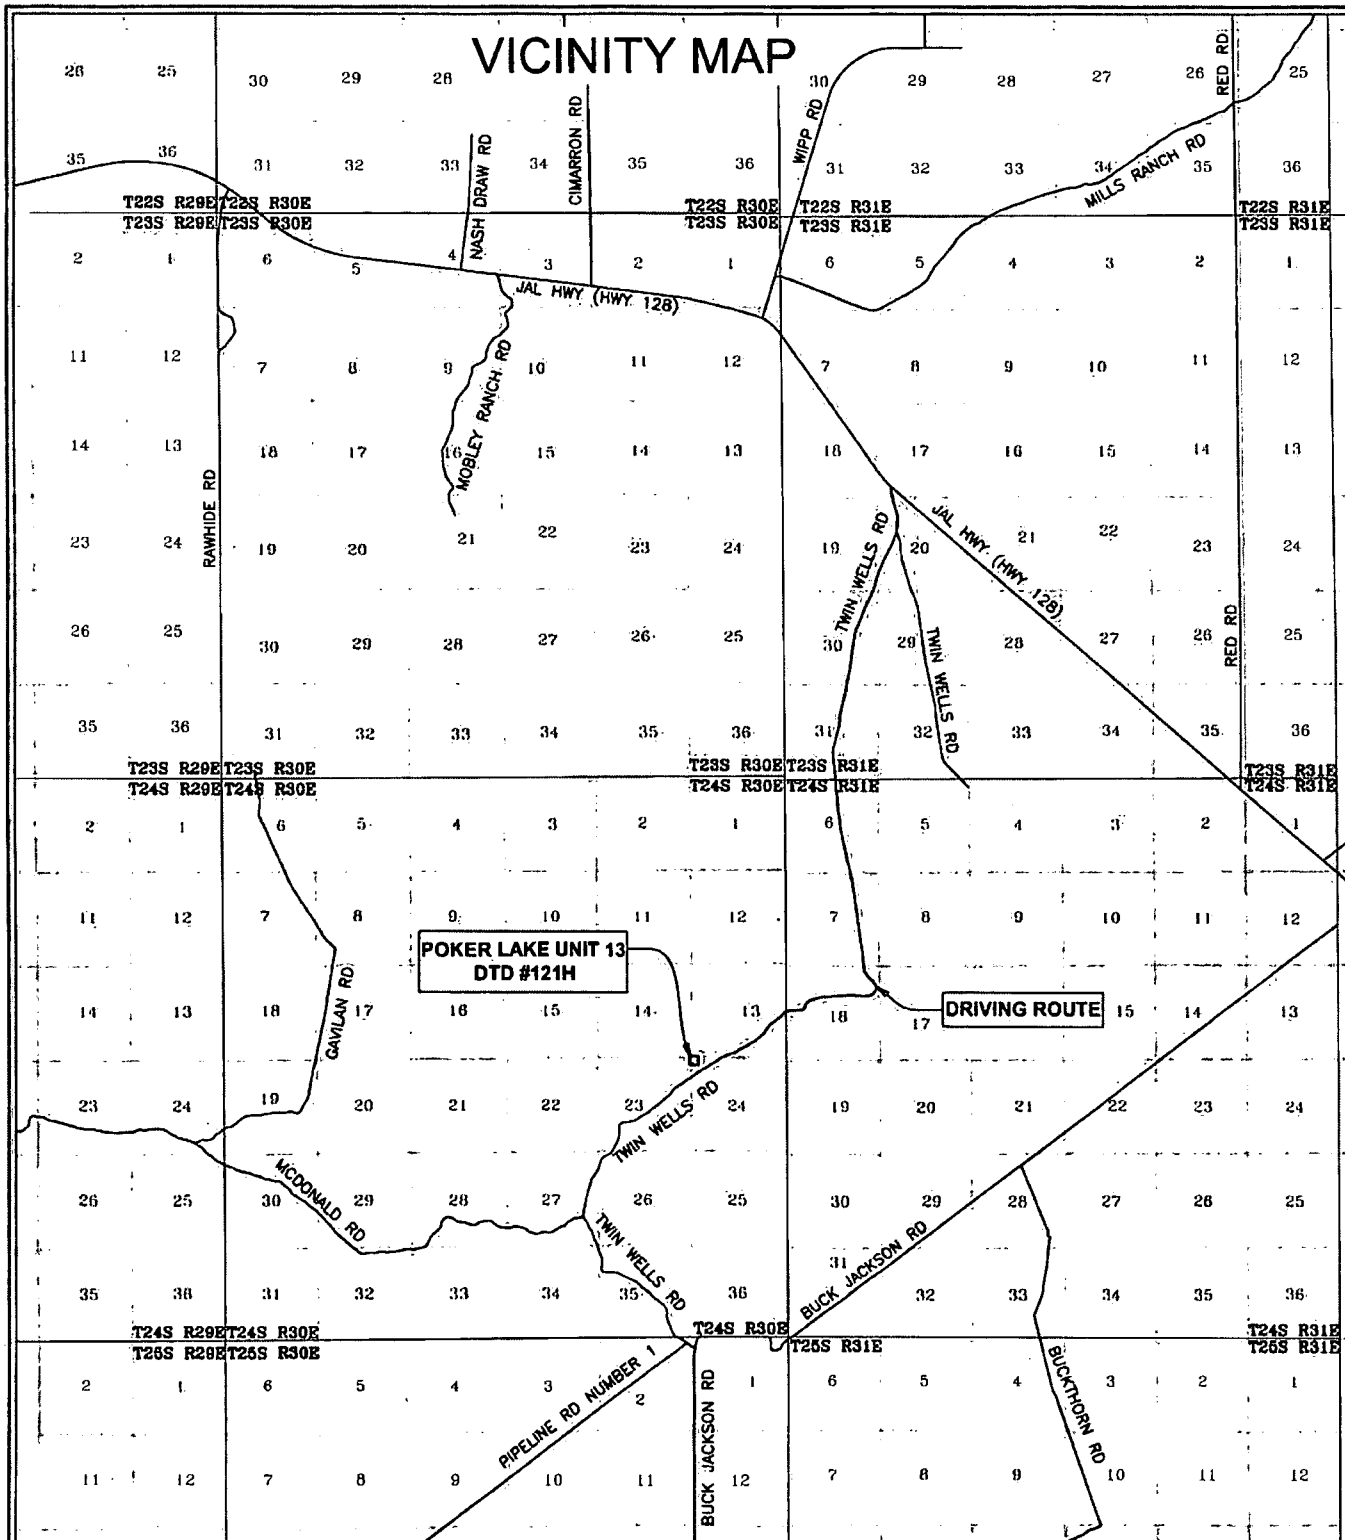 VICINITY MAP
26 25 30 29 28 30 29 28 27 26 25
RED RD
WIPP RD
CIMARRON RD
NASH DRAW RD
MILLS RANCH RD
35 36 31 32 33 34 35 36 31 32 33 34 35 36
T22S R29E T22S R30E T22S R30E T22S R31E T22S R31E
T23S R29E T23S R30E T23S R30E T23S R31E T23S R31E
2 1 6 5 4 3 2 1 6 5 4 3 2 1
JAL HWY (HWY 128)
11 12 7 8 9 10 11 12 7 8 9 10 11 12
MOBLEY RANCH RD
14 13 18 17 16 15 14 13 18 17 16 15 14 13
RAWHIDE RD
JAL HWY (HWY 128)
23 24 19 20 21 22 23 24 19 20 21 22 23 24
TWIN WELLS RD
26 25 30 29 28 27 26 25 30 29 28 27 26 25
TWIN WELLS RD
RED RD
35 36 31 32 33 34 35 36 31 32 33 34 35 36
T23S R29E T23S R30E T23S R30E T23S R31E T23S R31E
T24S R29E T24S R30E T24S R30E T24S R31E T24S R31E
2 1 6 5 4 3 2 1 6 5 4 3 2 1
11 12 7 8 9 10 11 12 7 8 9 10 11 12
POKER LAKE UNIT 13
DTD #121H
GAVILAN RD
14 13 18 17 16 15 14 13 18 17 15 14 13
DRIVING ROUTE
23 24 19 20 21 22 23 24 19 20 21 22 23 24
TWIN WELLS RD
MCDONALD RD
26 25 30 29 28 27 26 25 30 29 28 27 26 25
TWIN WELLS RD
BUCK JACKSON RD
35 36 31 32 33 34 35 36 31 32 33 34 35 36
T24S R29E T24S R30E T24S R30E T24S R31E
T25S R29E T25S R30E T25S R31E T25S R31E
2 1 6 5 4 3 2 1 6 5 4 3 2 1
PIPELINE RD NUMBER 1
BUCK JACKSON RD
BUCKTHORN RD
11 12 7 8 9 10 11 12 7 8 9 10 11 12